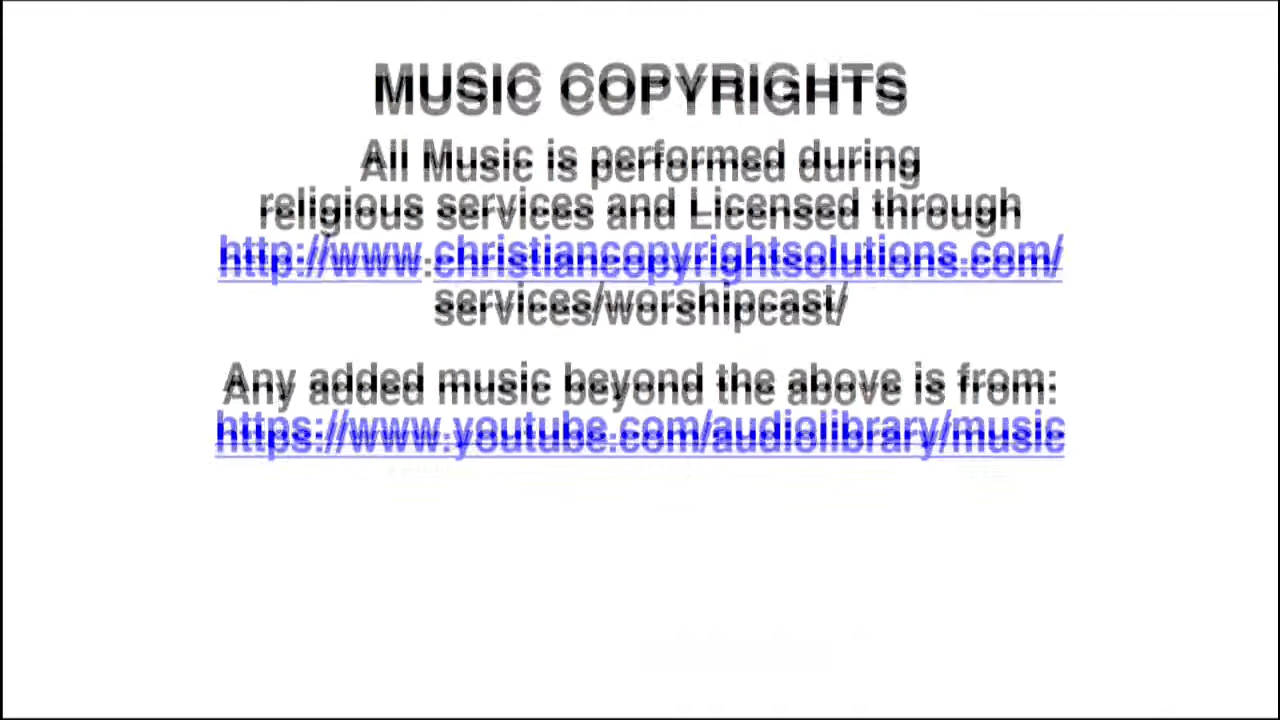 MUSIC COPYRIGHTS
All Music is performed during
religious services and Licensed through
http://www.christiancopyrightsolutions.com/
services/worshipcast/
Any added music beyond the above is from:
https://www.youtube.com/audiolibrary/music